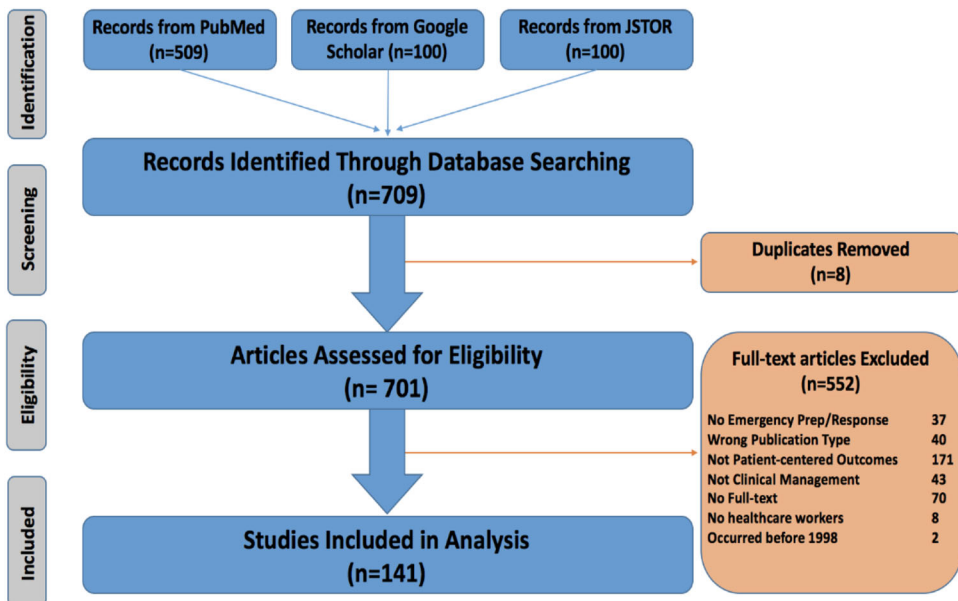 Identification
Records from PubMed
(n=509)
Records from Google
Scholar (n=100)
Records from JSTOR
(n=100)
Screening
Records Identified Through Database Searching
(n=709)
Duplicates Removed
(n=8)
Eligibility
Articles Assessed for Eligibility
(n= 701)
Full-text articles Excluded
(n=552)
No Emergency Prep/Response 37
Wrong Publication Type 40
Not Patient-centered Outcomes 171
Not Clinical Management 43
No Full-text 70
No healthcare workers 8
Occurred before 1998 2
Included
Studies Included in Analysis
(n=141)